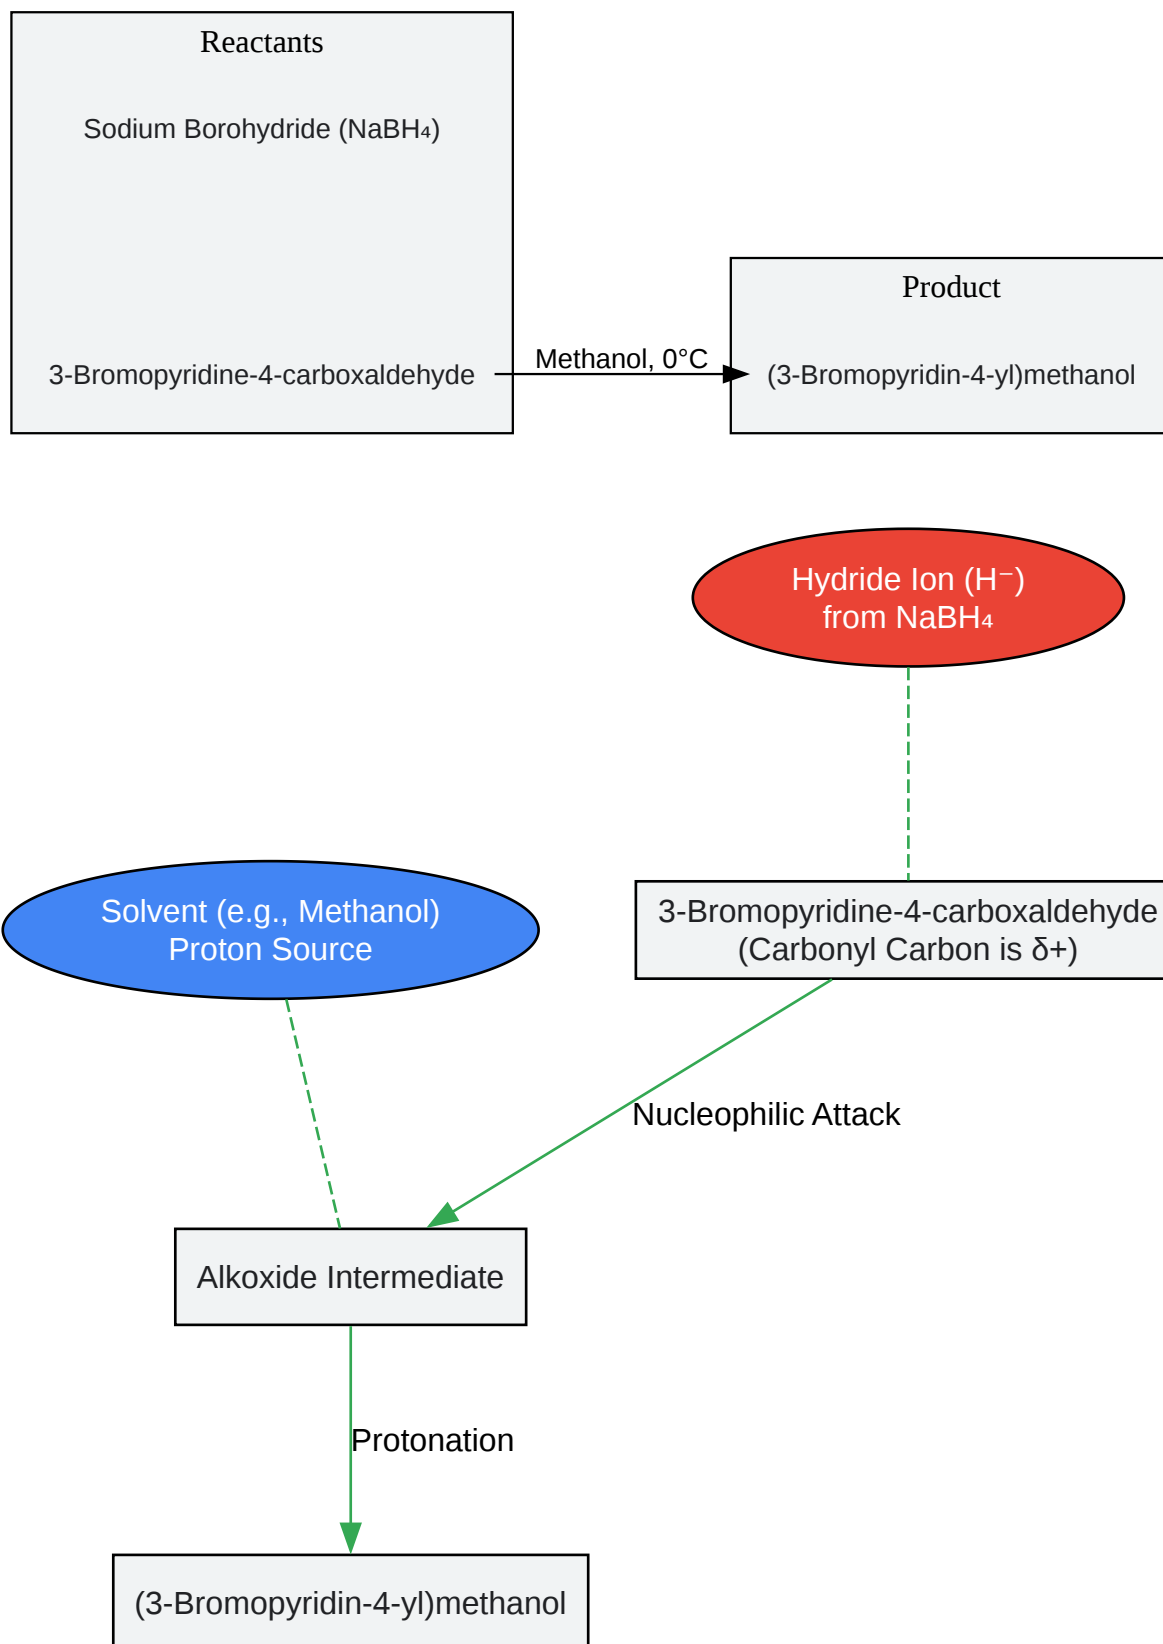 Reactants
Sodium Borohydride (NaBH₄)
3-Bromopyridine-4-carboxaldehyde
Methanol, 0°C
Product
(3-Bromopyridin-4-yl)methanol
Hydride Ion (H⁻)
from NaBH₄
Solvent (e.g., Methanol)
Proton Source
3-Bromopyridine-4-carboxaldehyde
(Carbonyl Carbon is δ+)
Nucleophilic Attack
Alkoxide Intermediate
Protonation
(3-Bromopyridin-4-yl)methanol